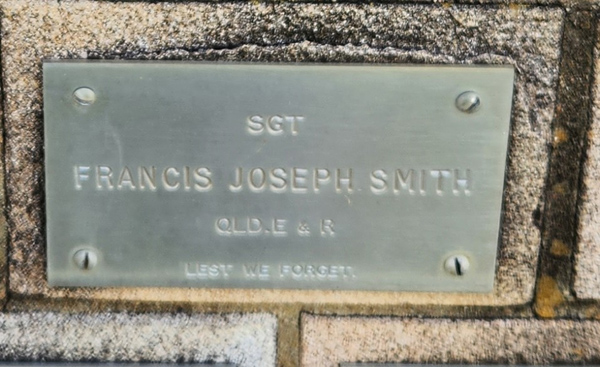 SGT
FRANCIS JOSEPH SMITH
QLD.E & R
LEST WE FORGET.